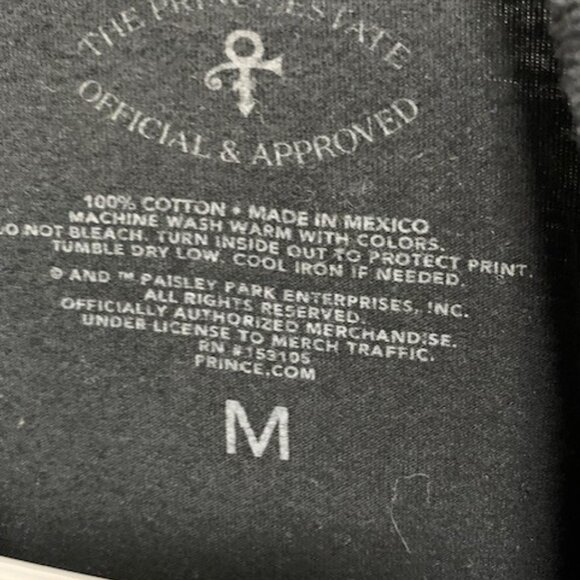 THE PRINCE ESTATE
OFFICIAL & APPROVED
100% COTTON • MADE IN MEXICO
MACHINE WASH WARM WITH COLORS.
DO NOT BLEACH. TURN INSIDE OUT TO PROTECT PRINT.
TUMBLE DRY LOW. COOL IRON IF NEEDED.
© AND ™ PAISLEY PARK ENTERPRISES, INC.
ALL RIGHTS RESERVED.
OFFICIALLY AUTHORIZED MERCHANDISE.
UNDER LICENSE TO MERCH TRAFFIC.
RN #153105
PRINCE.COM
M